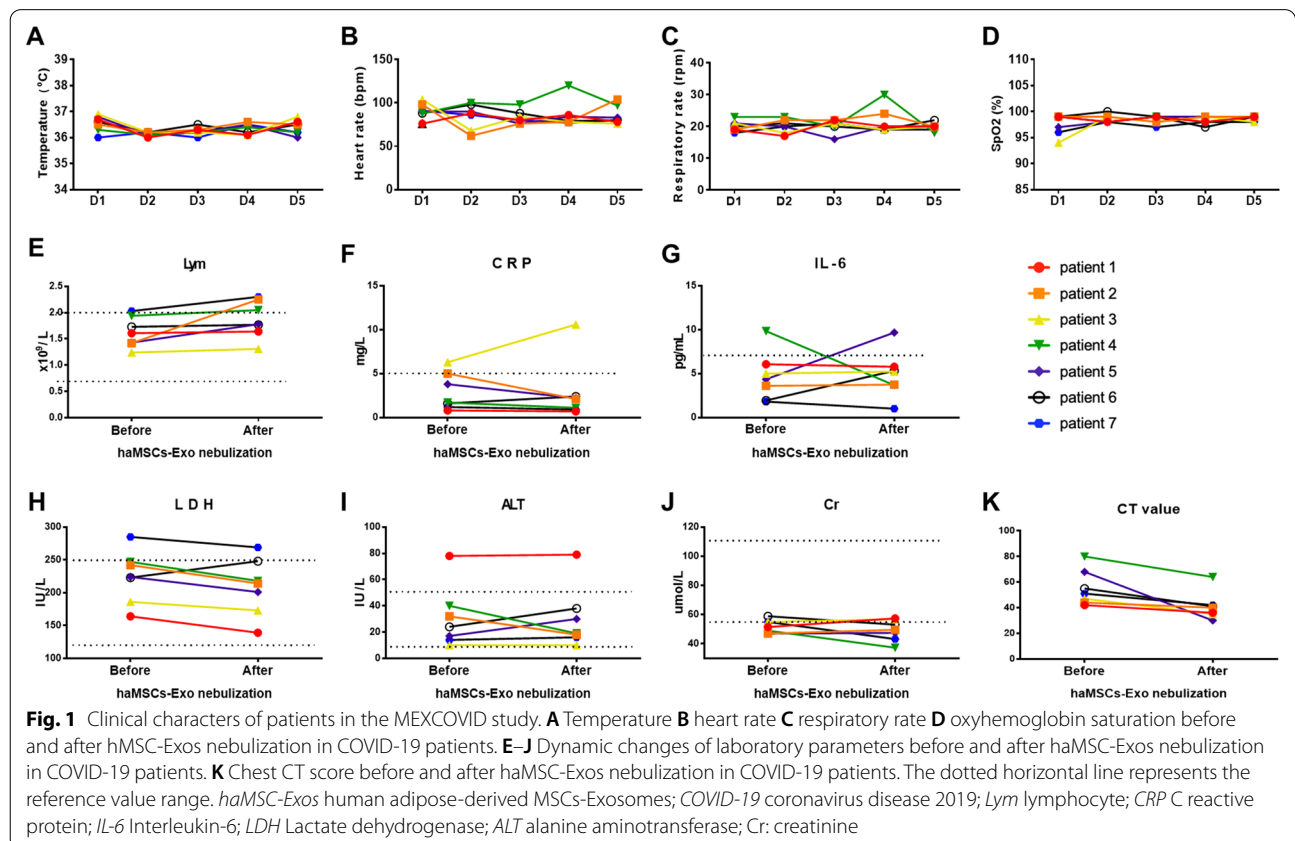 A
Temperature (°C)
39
38
37
36
35
34
D1 D2 D3 D4 D5
B
Heart rate (bpm)
150
100
50
0
D1 D2 D3 D4 D5
C
Respiratory rate (rpm)
40
30
20
10
0
D1 D2 D3 D4 D5
D
SpO2 (%)
105
100
95
90
85
D1 D2 D3 D4 D5
E
Lym
x10⁹/ L
2.5
2.0
1.5
1.0
0.5
0.0
Before After
haMSCs-Exo nebulization
F
CRP
mg/L
15
10
5
0
Before After
haMSCs-Exo nebulization
G
IL-6
pg/mL
15
10
5
0
Before After
haMSCs-Exo nebulization
patient 1
patient 2
patient 3
patient 4
patient 5
patient 6
patient 7
H
LDH
IU/L
300
250
200
150
100
Before After
haMSCs-Exo nebulization
I
ALT
IU/L
100
80
60
40
20
0
Before After
haMSCs-Exo nebulization
J
Cr
umol/L
120
100
80
60
40
Before After
haMSCs-Exo nebulization
K
CT value
100
80
60
40
20
0
Before After
haMSCs-Exo nebulization
Fig. 1 Clinical characters of patients in the MEXCOVID study. A Temperature B heart rate C respiratory rate D oxyhemoglobin saturation before
and after hMSC-Exos nebulization in COVID-19 patients. E–J Dynamic changes of laboratory parameters before and after haMSC-Exos nebulization
in COVID-19 patients. K Chest CT score before and after haMSC-Exos nebulization in COVID-19 patients. The dotted horizontal line represents the
reference value range. haMSC-Exos human adipose-derived MSCs-Exosomes; COVID-19 coronavirus disease 2019; Lym lymphocyte; CRP C reactive
protein; IL-6 Interleukin-6; LDH Lactate dehydrogenase; ALT alanine aminotransferase; Cr: creatinine